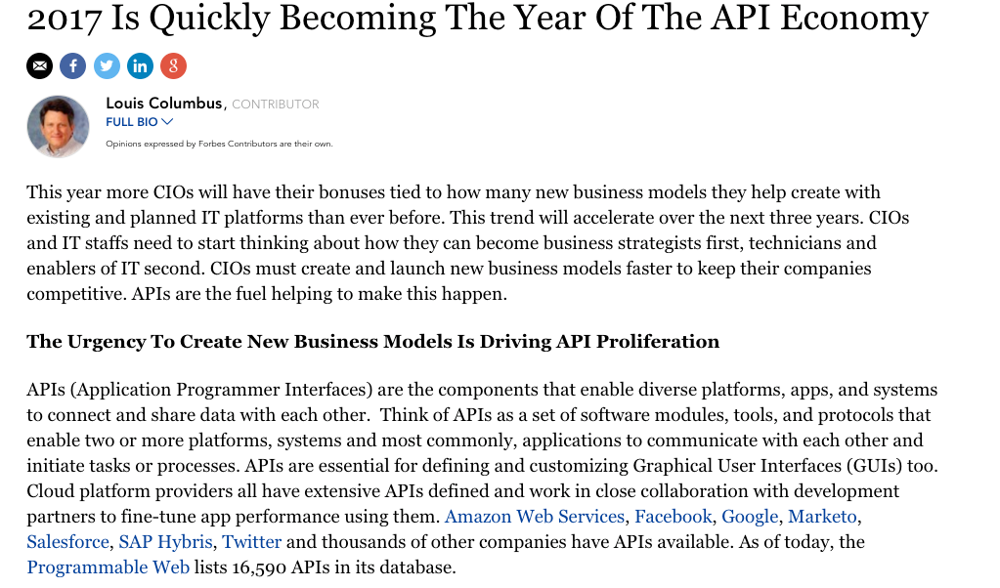 2017 Is Quickly Becoming The Year Of The API Economy
f in 8
Louis Columbus, CONTRIBUTOR
FULL BIO
Opinions expressed by Forbes Contributors are their own.
This year more CIOs will have their bonuses tied to how many new business models they help create with
existing and planned IT platforms than ever before. This trend will accelerate over the next three years. CIOs
and IT staffs need to start thinking about how they can become business strategists first, technicians and
enablers of IT second. CIOs must create and launch new business models faster to keep their companies
competitive. APIs are the fuel helping to make this happen.
The Urgency To Create New Business Models Is Driving API Proliferation
APIs (Application Programmer Interfaces) are the components that enable diverse platforms, apps, and systems
to connect and share data with each other.  Think of APIs as a set of software modules, tools, and protocols that
enable two or more platforms, systems and most commonly, applications to communicate with each other and
initiate tasks or processes. APIs are essential for defining and customizing Graphical User Interfaces (GUIs) too.
Cloud platform providers all have extensive APIs defined and work in close collaboration with development
partners to fine-tune app performance using them. Amazon Web Services, Facebook, Google, Marketo,
Salesforce, SAP Hybris, Twitter and thousands of other companies have APIs available. As of today, the
Programmable Web lists 16,590 APIs in its database.